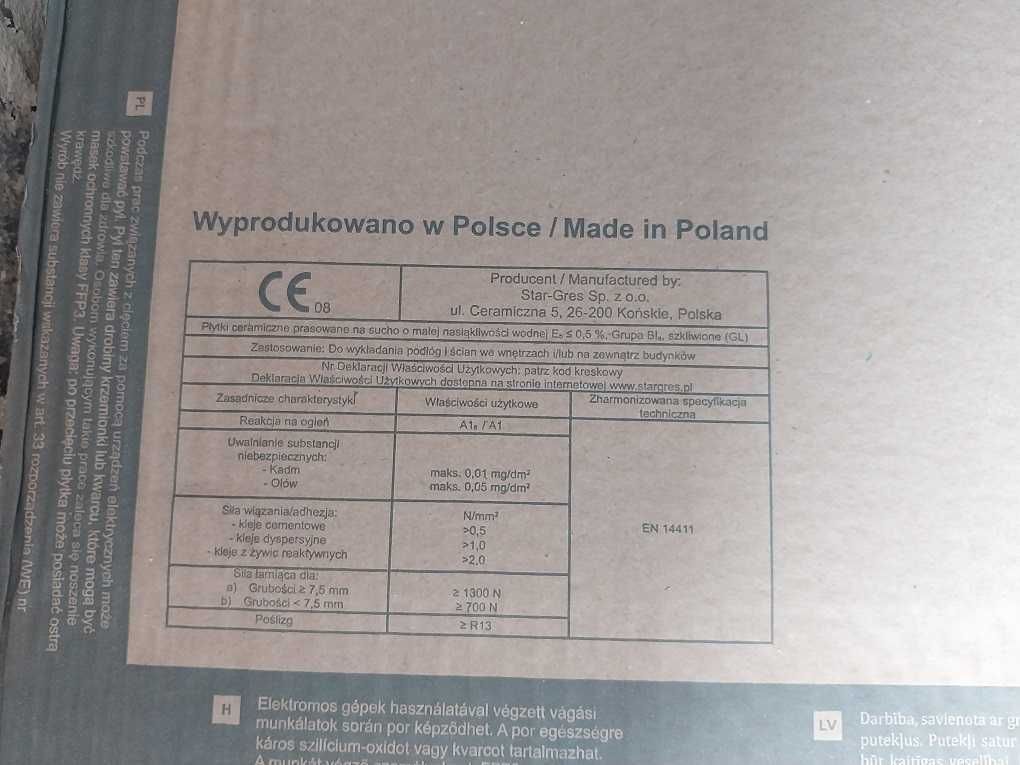 PL
Podczas prac związanych z cięciem za pomocą urządzeń elektrycznych może
powstawać pył. Pył ten zawiera drobiny krzemionki lub kwarcu, które mogą być
szkodliwe dla zdrowia. Osobom wykonującym takie prace zaleca się noszenie
masek ochronnych klasy FFP3. Uwaga: po przecięciu płytka może posiadać ostrą
krawędź.
Wyrób nie zawiera substancji wskazanych w art. 33 rozporządzenia (WE) nr
Wyprodukowano w Polsce / Made in Poland
CE 08
Producent / Manufactured by:
Star-Gres Sp. z o.o.
ul. Ceramiczna 5, 26-200 Końskie, Polska
Płytki ceramiczne prasowane na sucho o małej nasiąkliwości wodnej Eb ≤ 0,5 %, Grupa BIa, szkliwione (GL)
Zastosowanie: Do wykładania podłóg i ścian we wnętrzach i/lub na zewnątrz budynków
Nr Deklaracji Właściwości Użytkowych: patrz kod kreskowy
Deklaracja Właściwości Użytkowych dostępna na stronie internetowej www.stargres.pl
Zasadnicze charakterystyki
Właściwości użytkowe
Zharmonizowana specyfikacja
techniczna
Reakcja na ogień
A1fl / A1
Uwalnianie substancji
niebezpiecznych:
- Kadm
maks. 0,01 mg/dm²
- Ołów
maks. 0,05 mg/dm²
Siła wiązania/adhezja:
N/mm²
- kleje cementowe
>0,5
- kleje dyspersyjne
>1,0
- kleje z żywic reaktywnych
>2,0
EN 14411
Siła łamiąca dla:
a) Grubości ≥ 7,5 mm
≥ 1300 N
b) Grubości < 7,5 mm
≥ 700 N
Poślizg
≥ R13
H
Elektromos gépek használatával végzett vágási
munkálatok során por képződhet. A por egészségre
káros szilícium-oxidot vagy kvarcot tartalmazhat.
A munkát végző
LV
Darbība, savienota ar
putekļus. Putekļi satur
būt kaitīgas veselībai.